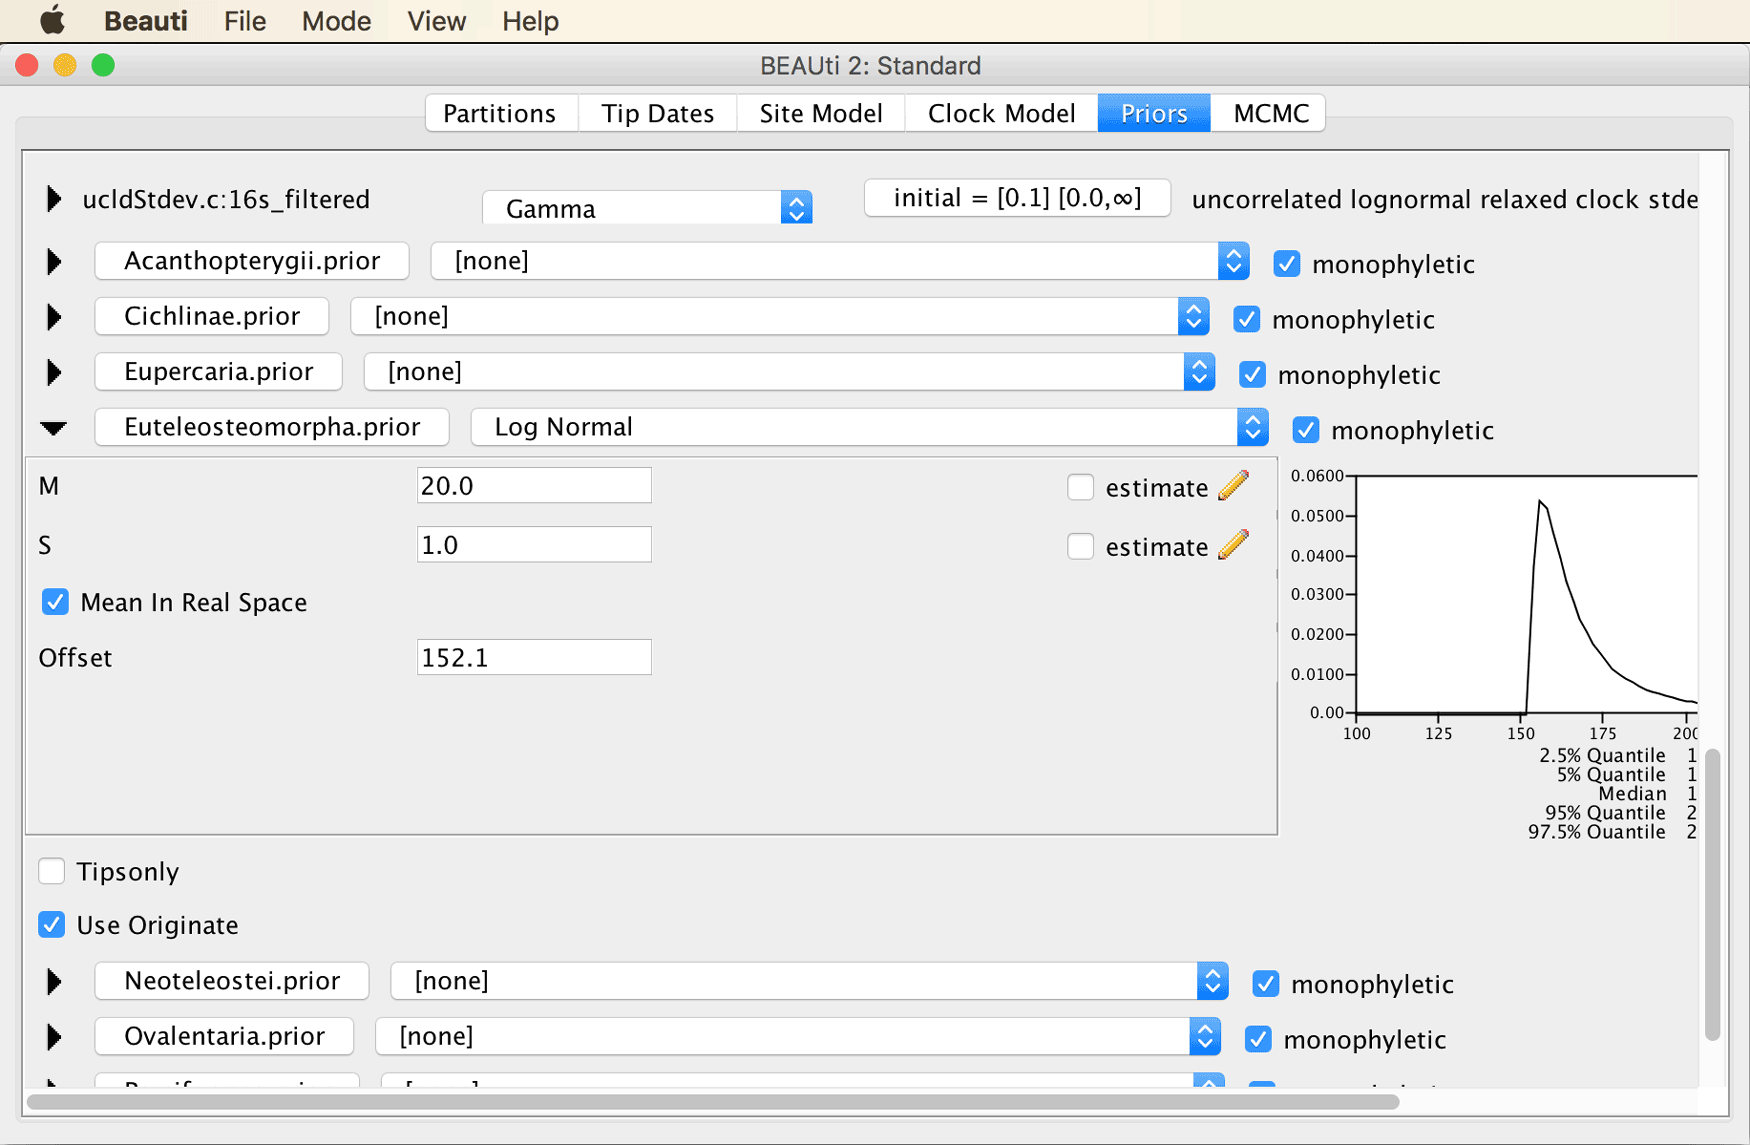 Beauti File Mode View Help
BEAUti 2: Standard
Partitions Tip Dates Site Model Clock Model Priors MCMC
ucldStdev.c:16s_filtered Gamma initial = [0.1] [0.0,∞] uncorrelated lognormal relaxed clock stde
Acanthopterygii.prior [none] monophyletic
Cichlinae.prior [none] monophyletic
Eupercaria.prior [none] monophyletic
Euteleosteomorpha.prior Log Normal monophyletic
M 20.0 estimate
S 1.0 estimate
Mean In Real Space
Offset 152.1
0.0600
0.0500
0.0400
0.0300
0.0200
0.0100
0.00
100 125 150 175 200
2.5% Quantile 1
5% Quantile 1
Median 1
95% Quantile 2
97.5% Quantile 2
Tipsonly
Use Originate
Neoteleostei.prior [none] monophyletic
Ovalentaria.prior [none] monophyletic